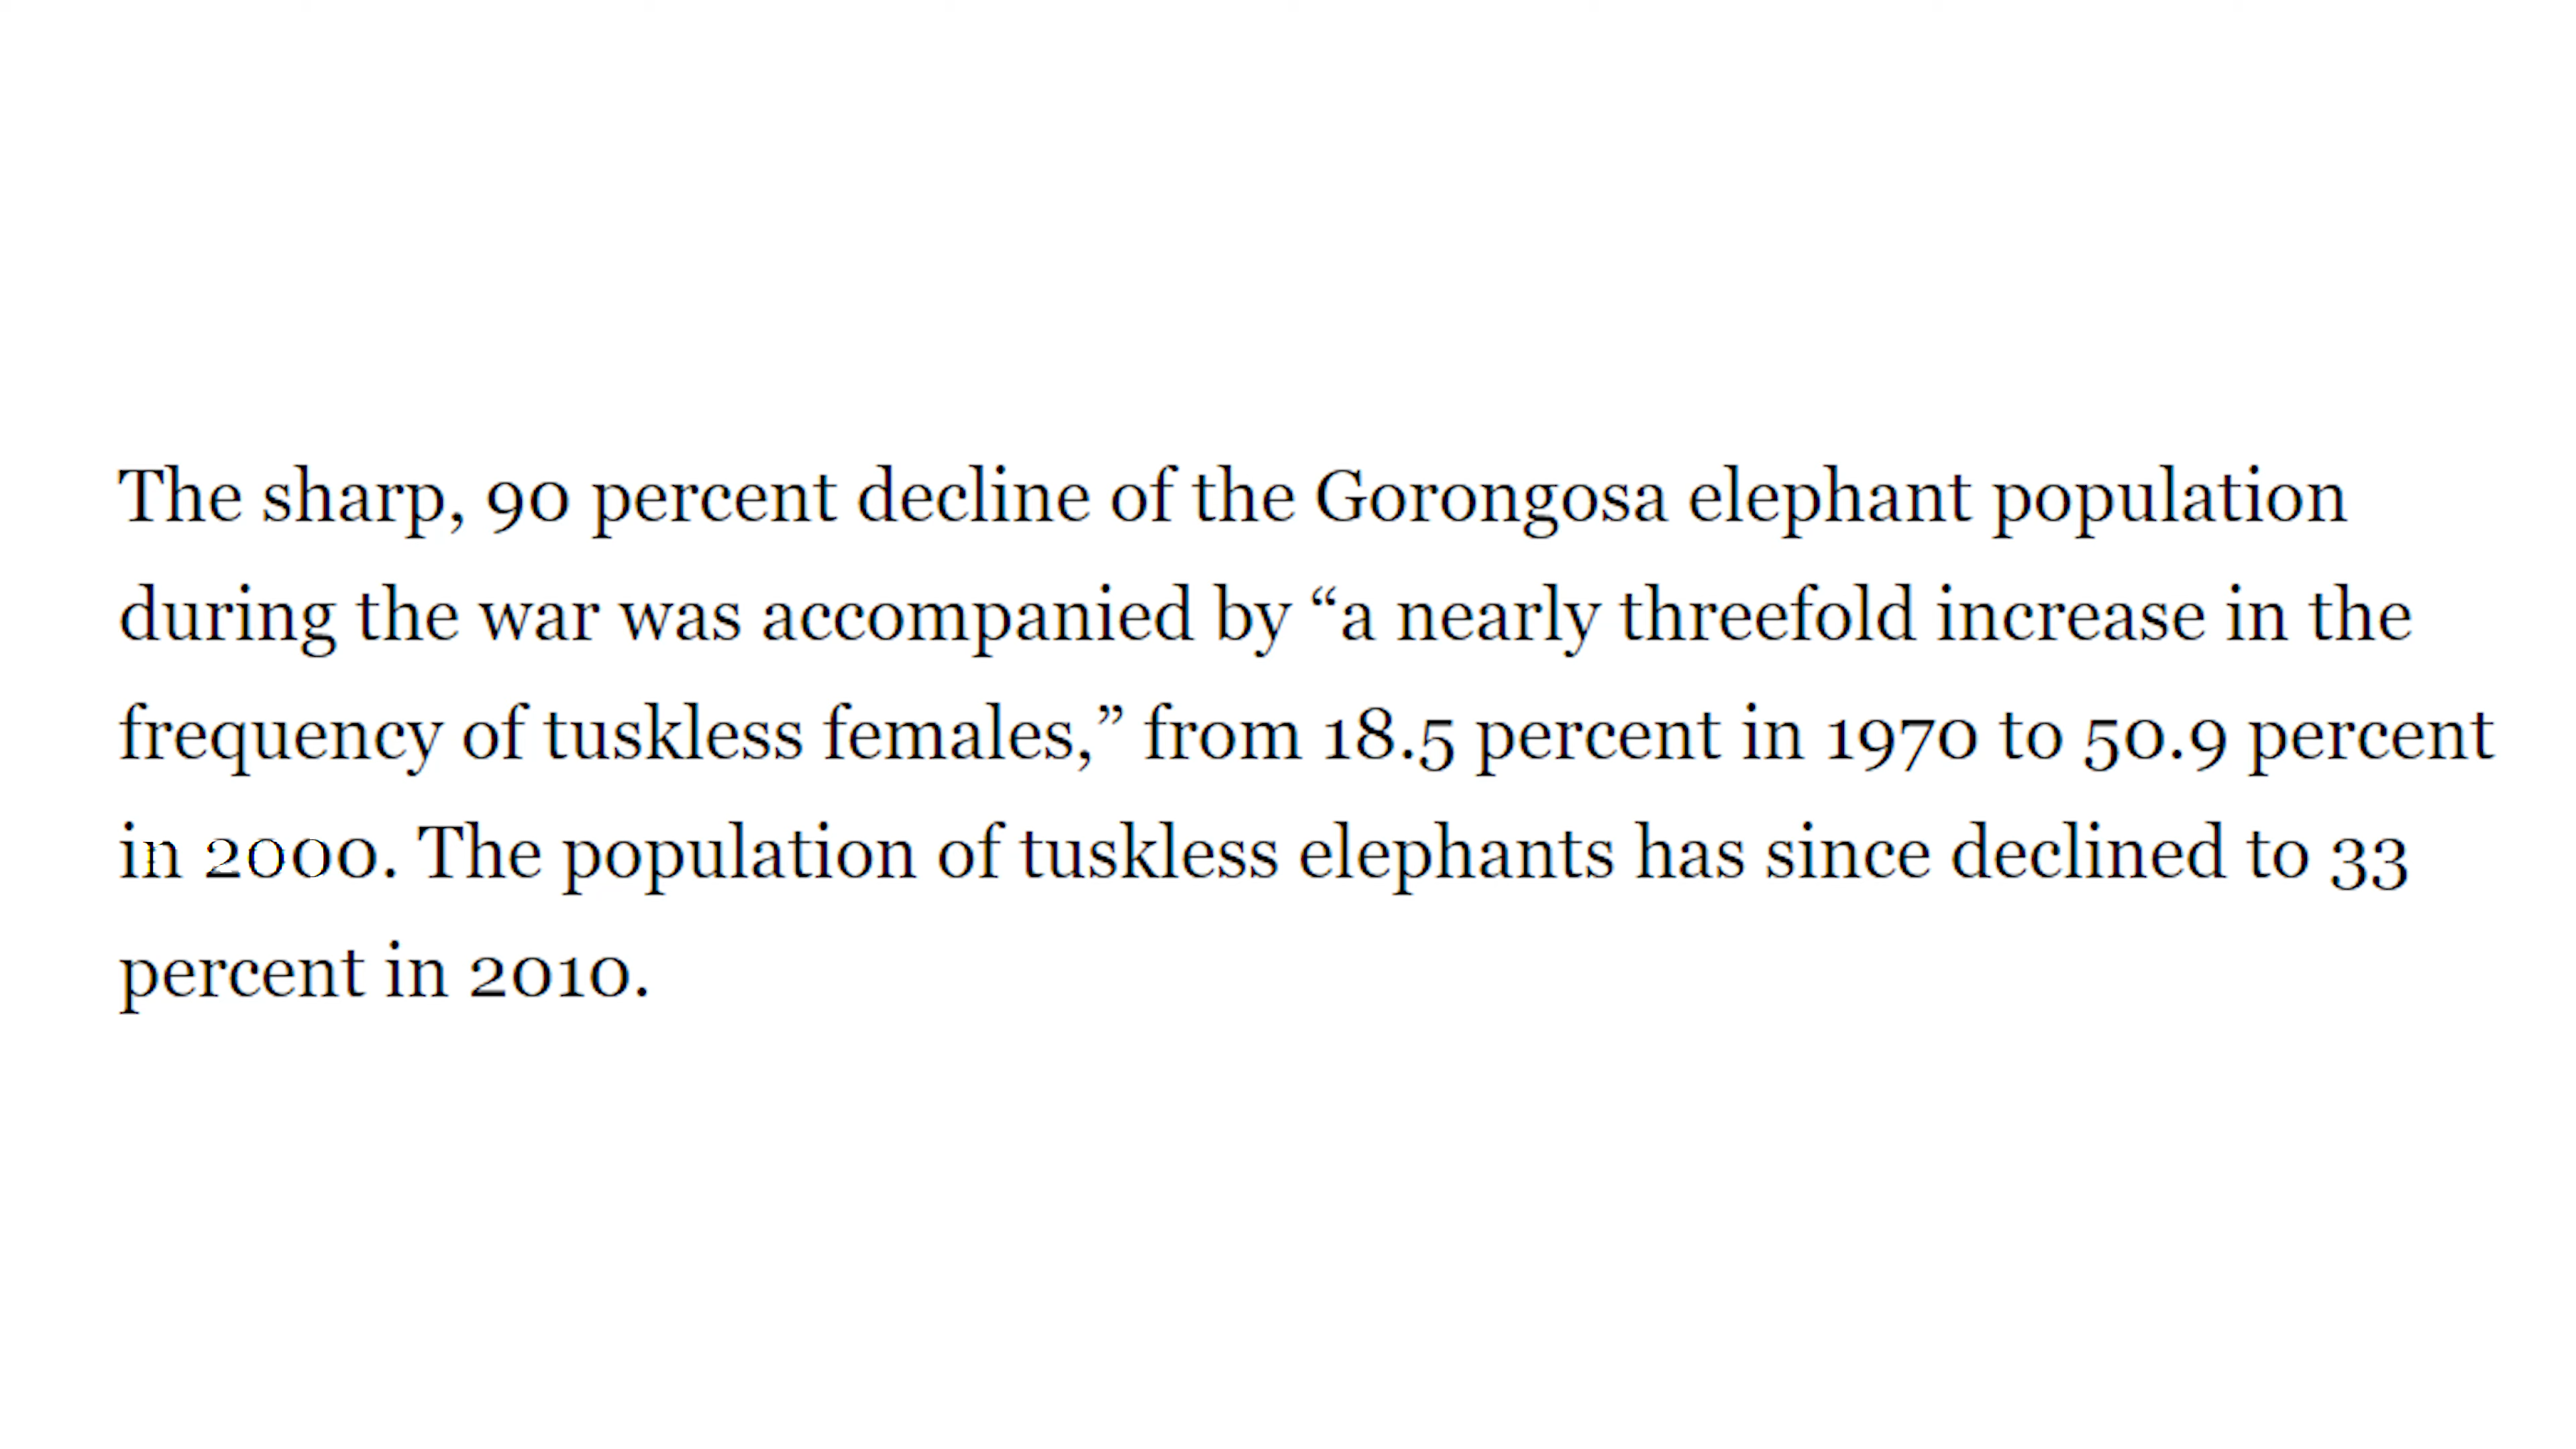 The sharp, 90 percent decline of the Gorongosa elephant population
during the war was accompanied by “a nearly threefold increase in the
frequency of tuskless females,” from 18.5 percent in 1970 to 50.9 percent
in 2000. The population of tuskless elephants has since declined to 33
percent in 2010.